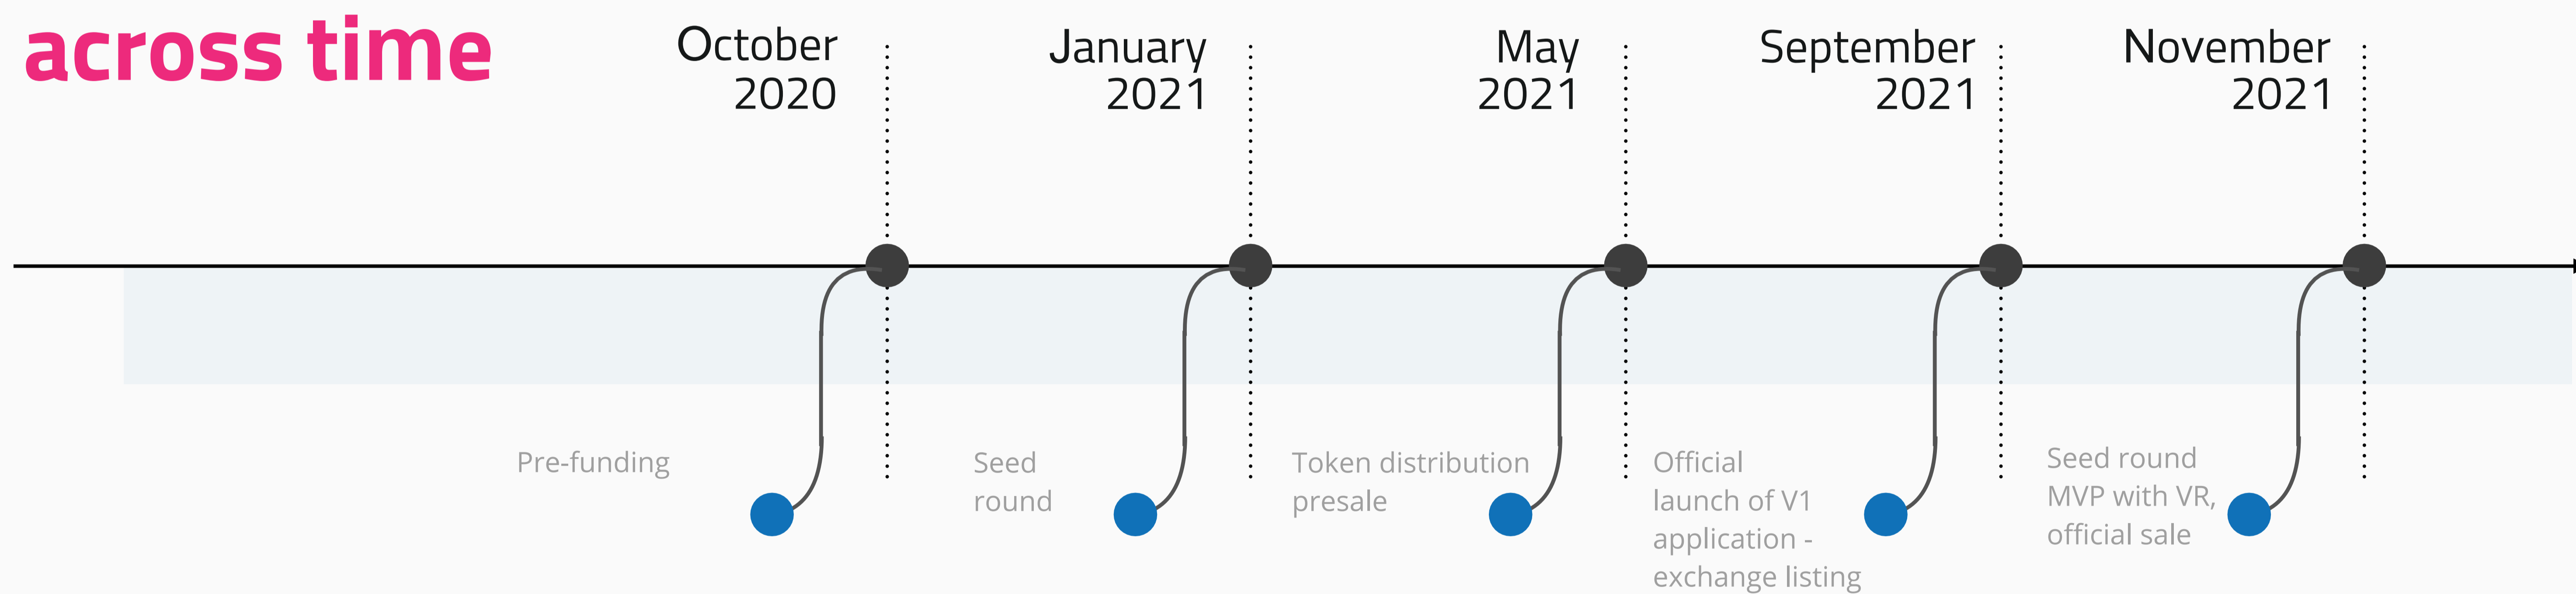 across time
October
2020
January
2021
May
2021
September
2021
November
2021
Pre-funding
Seed
round
Token distribution
presale
Official
launch of V1
application -
exchange listing
Seed round
MVP with VR,
official sale